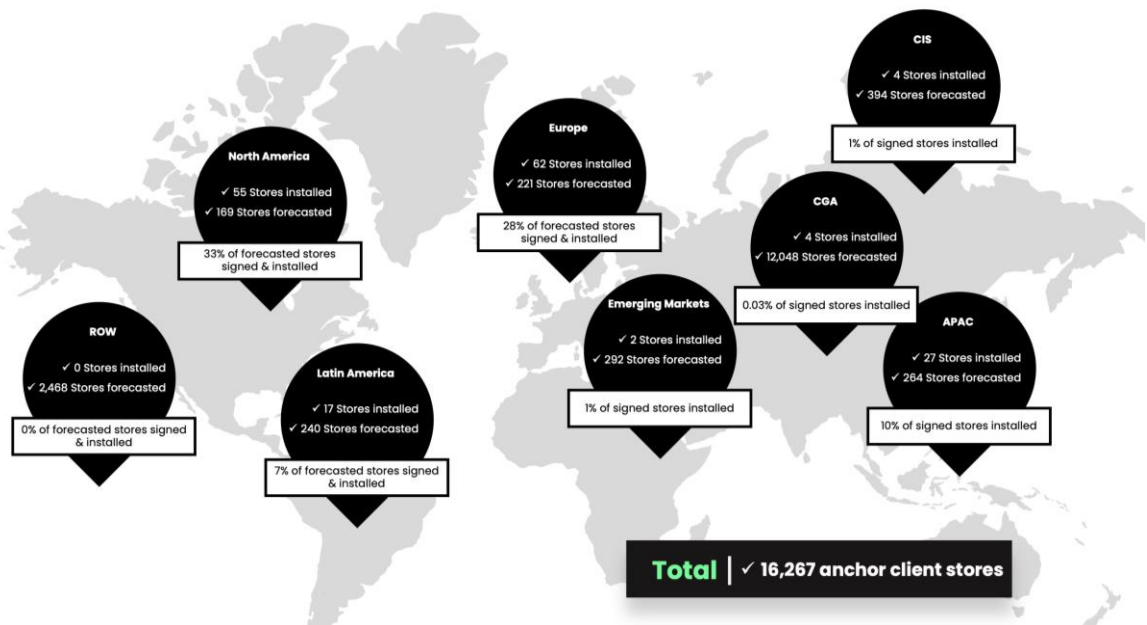 CIS
✓ 4 Stores installed
✓ 394 Stores forecasted
1% of signed stores installed
Europe
✓ 62 Stores installed
✓ 221 Stores forecasted
28% of forecasted stores
signed & installed
North America
✓ 55 Stores installed
✓ 169 Stores forecasted
33% of forecasted stores
signed & installed
CGA
✓ 4 Stores installed
✓ 12,048 Stores forecasted
0.03% of signed stores installed
Emerging Markets
✓ 2 Stores installed
✓ 292 Stores forecasted
1% of signed stores installed
APAC
✓ 27 Stores installed
✓ 264 Stores forecasted
10% of signed stores installed
ROW
✓ 0 Stores installed
✓ 2,468 Stores forecasted
0% of forecasted stores signed
& installed
Latin America
✓ 17 Stores installed
✓ 240 Stores forecasted
7% of forecasted stores signed
& installed
Total | ✓ 16,267 anchor client stores